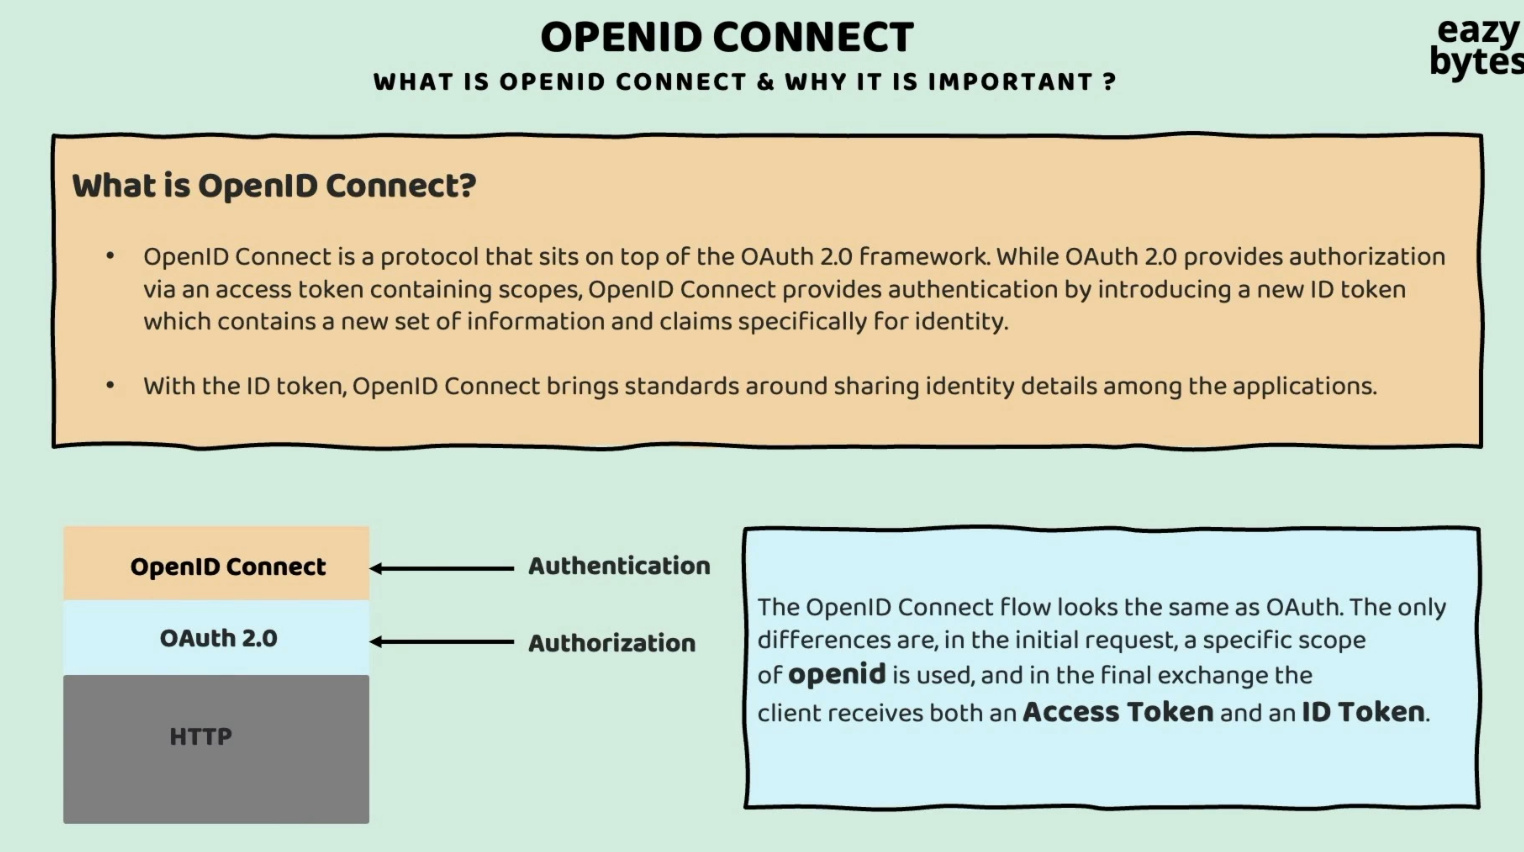 OPENID CONNECT
WHAT IS OPENID CONNECT & WHY IT IS IMPORTANT ?
eazy
bytes
What is OpenID Connect?
• OpenID Connect is a protocol that sits on top of the OAuth 2.0 framework. While OAuth 2.0 provides authorization
via an access token containing scopes, OpenID Connect provides authentication by introducing a new ID token
which contains a new set of information and claims specifically for identity.
• With the ID token, OpenID Connect brings standards around sharing identity details among the applications.
OpenID Connect
Authentication
OAuth 2.0
Authorization
HTTP
The OpenID Connect flow looks the same as OAuth. The only
differences are, in the initial request, a specific scope
of openid is used, and in the final exchange the
client receives both an Access Token and an ID Token.